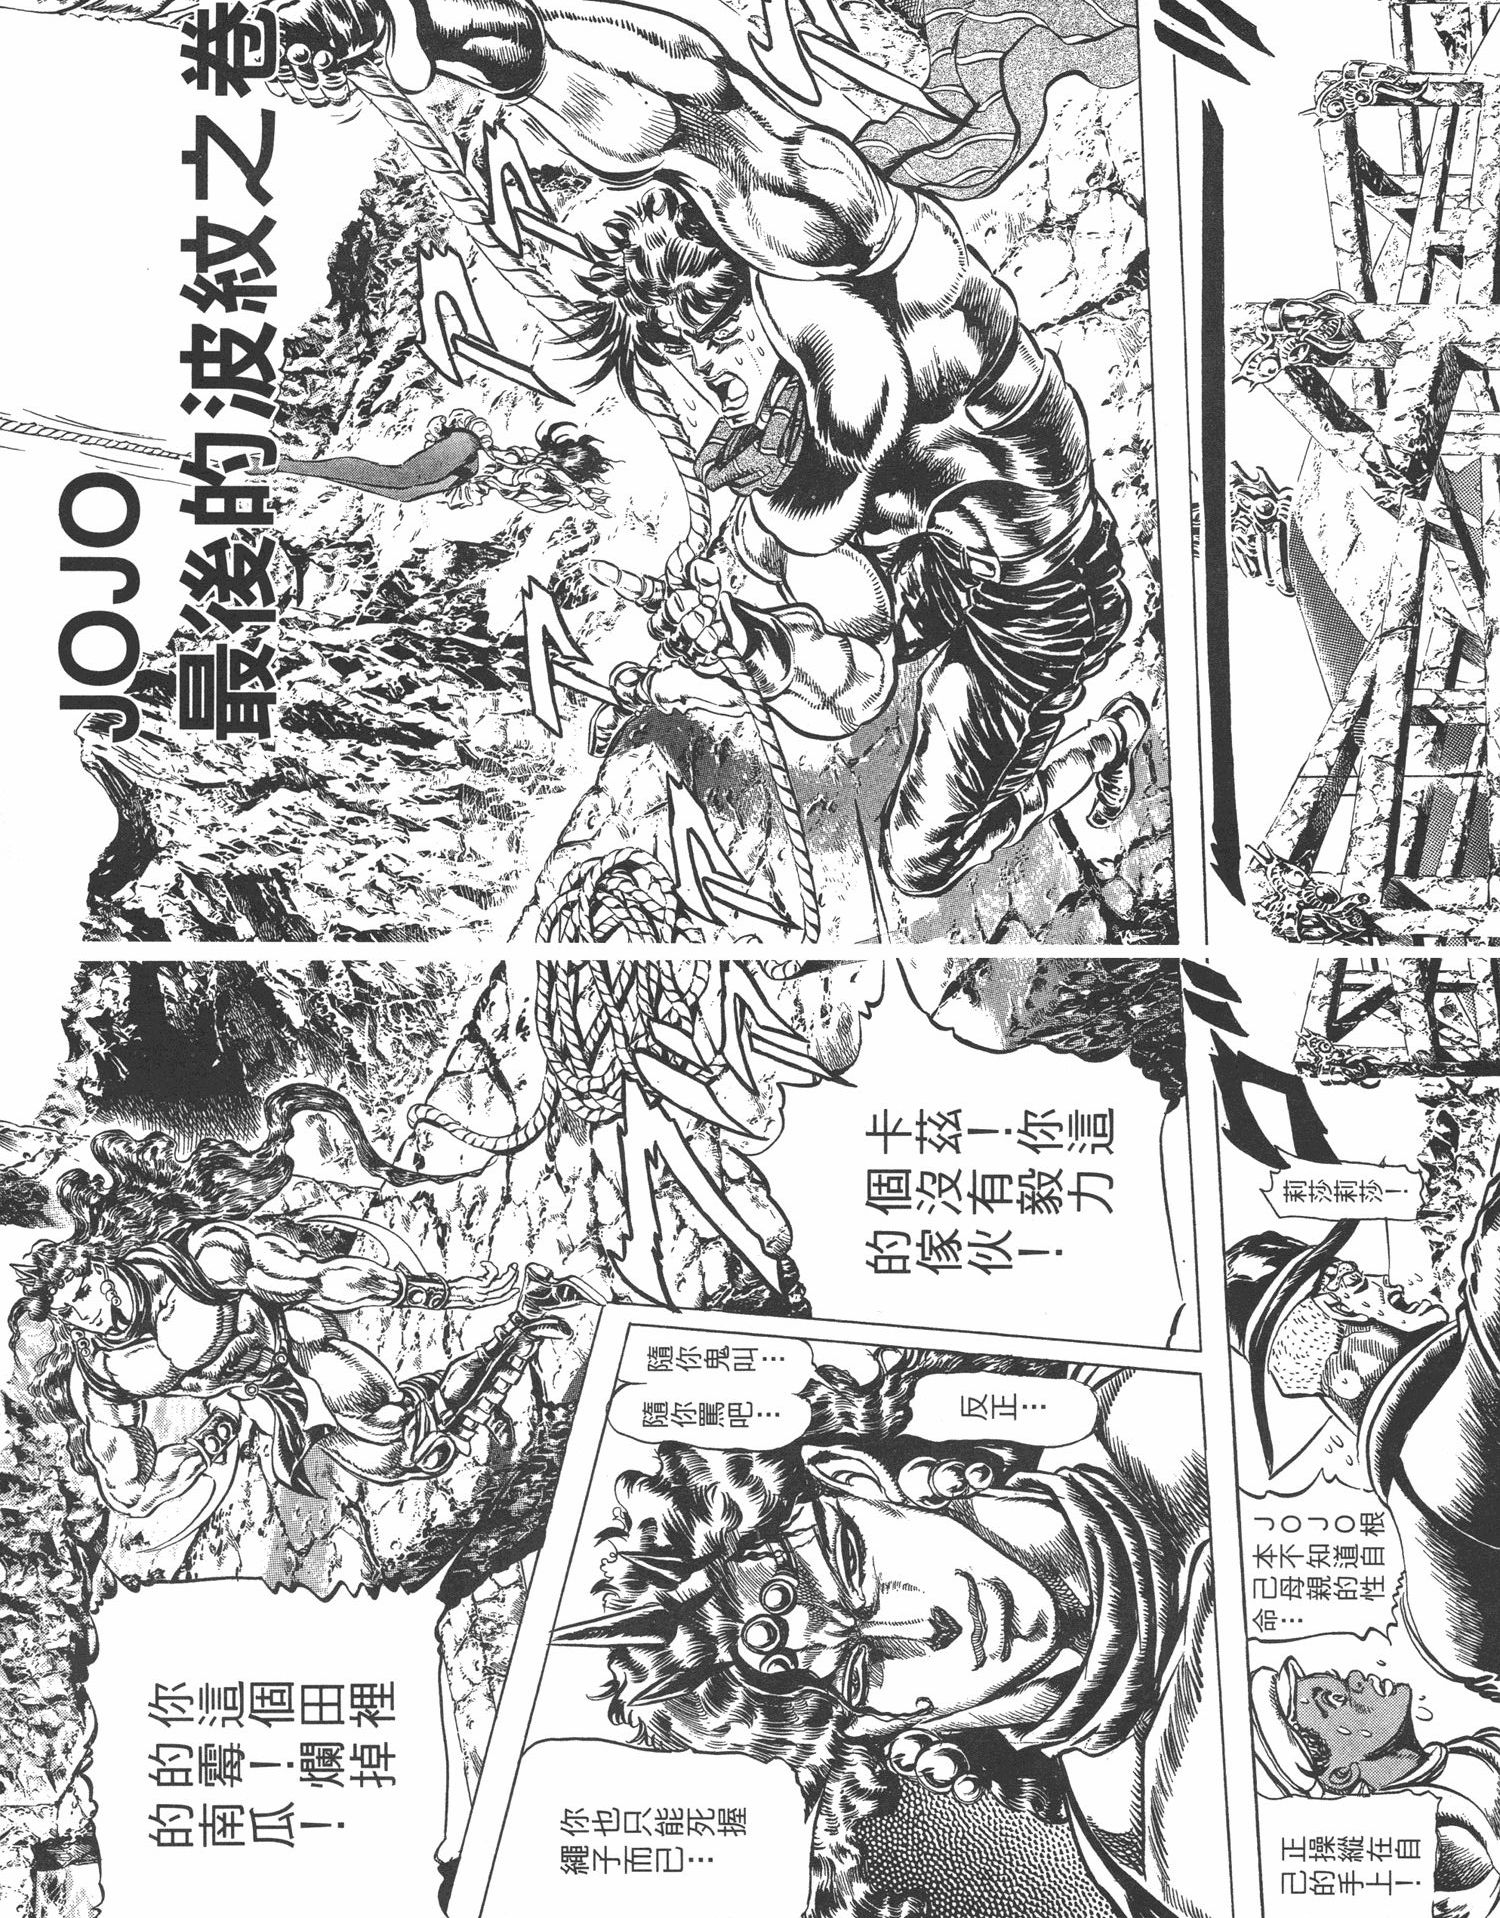 JOJO
最後的波紋之卷
卡茲！你這
個沒有毅力
的傢伙！
你這個田裡
的霉！爛掉
的南瓜！
隨你鬼叫…
隨你罵吧…
反正…
你也只能死握
繩子而已…
莉莎莉莎！
JOJO根
本不知道自
己母親的性
命…
正操縱在自
己的手上！